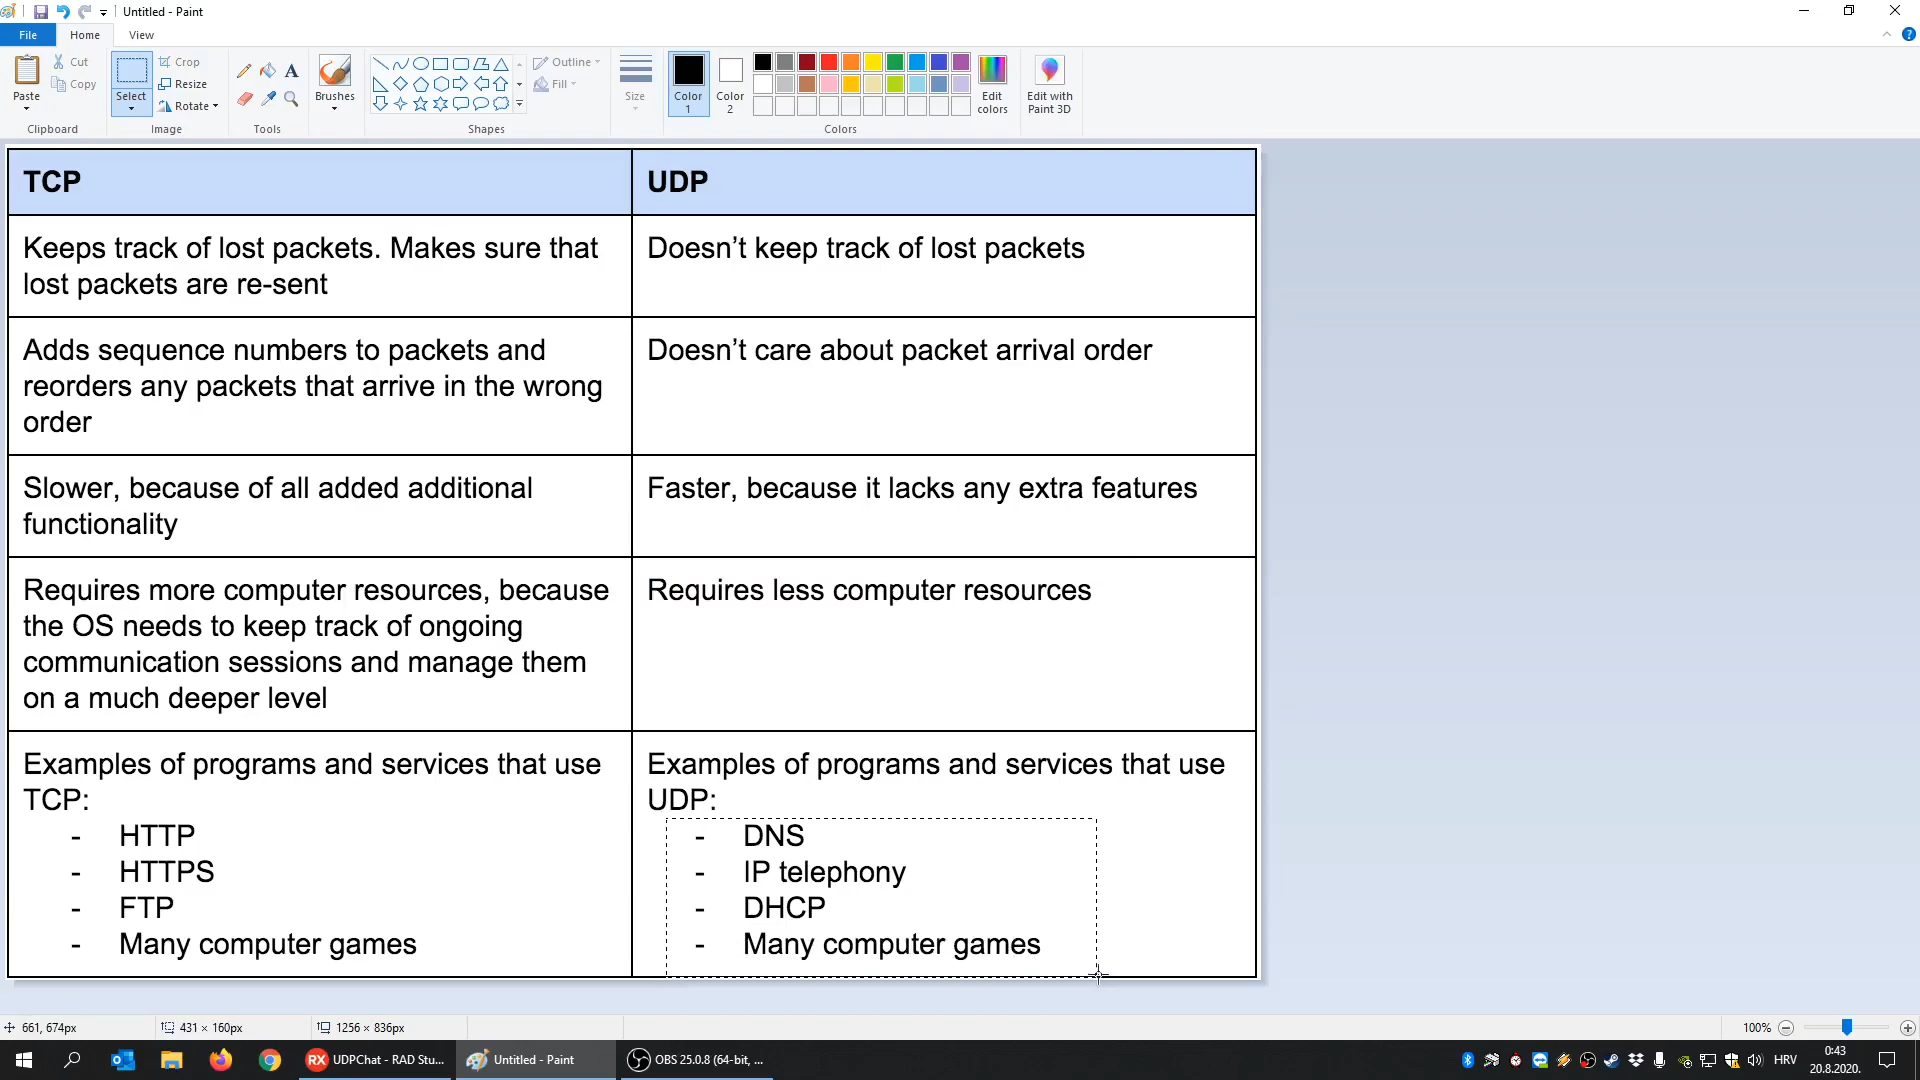 Untitled - Paint
File
Home
View
Paste
Cut
Copy
Clipboard
Select
Crop
Resize
Rotate
Image
A
Tools
Brushes
Shapes
Outline
Fill
Size
Color
1
Color
2
Edit
colors
Edit with
Paint 3D
Colors
TCP
UDP
Keeps track of lost packets. Makes sure that
lost packets are re-sent
Doesn’t keep track of lost packets
Adds sequence numbers to packets and
reorders any packets that arrive in the wrong
order
Doesn’t care about packet arrival order
Slower, because of all added additional
functionality
Faster, because it lacks any extra features
Requires more computer resources, because
the OS needs to keep track of ongoing
communication sessions and manage them
on a much deeper level
Requires less computer resources
Examples of programs and services that use
TCP:
- HTTP
- HTTPS
- FTP
- Many computer games
Examples of programs and services that use
UDP:
- DNS
- IP telephony
- DHCP
- Many computer games
661, 674px
431 × 160px
1256 × 836px
100%
RX
UDPChat - RAD Stu...
Untitled - Paint
OBS 25.0.8 (64-bit, ...
HRV
0:43
20.8.2020.